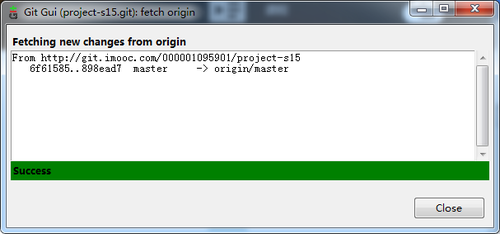 Git Gui (project-s15.git): fetch origin
Fetching new changes from origin
From http://git.imooc.com/000001095901/project-s15
6f61585..898ead7  master     -> origin/master
Success
Close